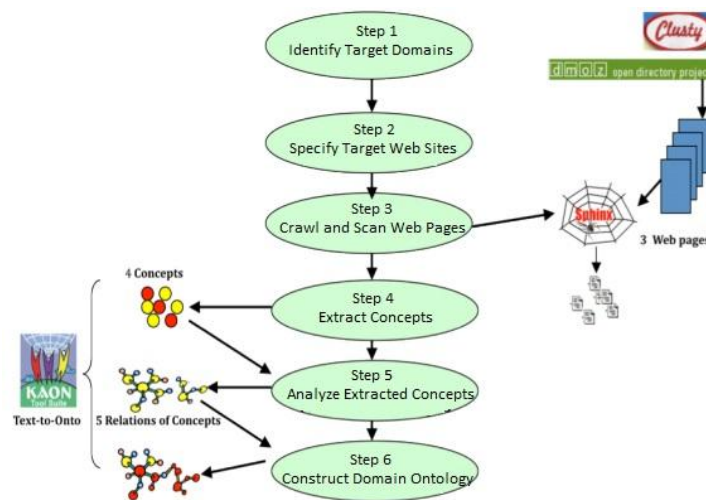 Step 1
Identify Target Domains
Clusty
dmoz open directory project
Step 2
Specify Target Web Sites
Step 3
Crawl and Scan Web Pages
Sphinx
3 Web pages
4 Concepts
Step 4
Extract Concepts
KAON
Tool Suite
Text-to-Onto
Step 5
Analyze Extracted Concepts
5 Relations of Concepts
Step 6
Construct Domain Ontology